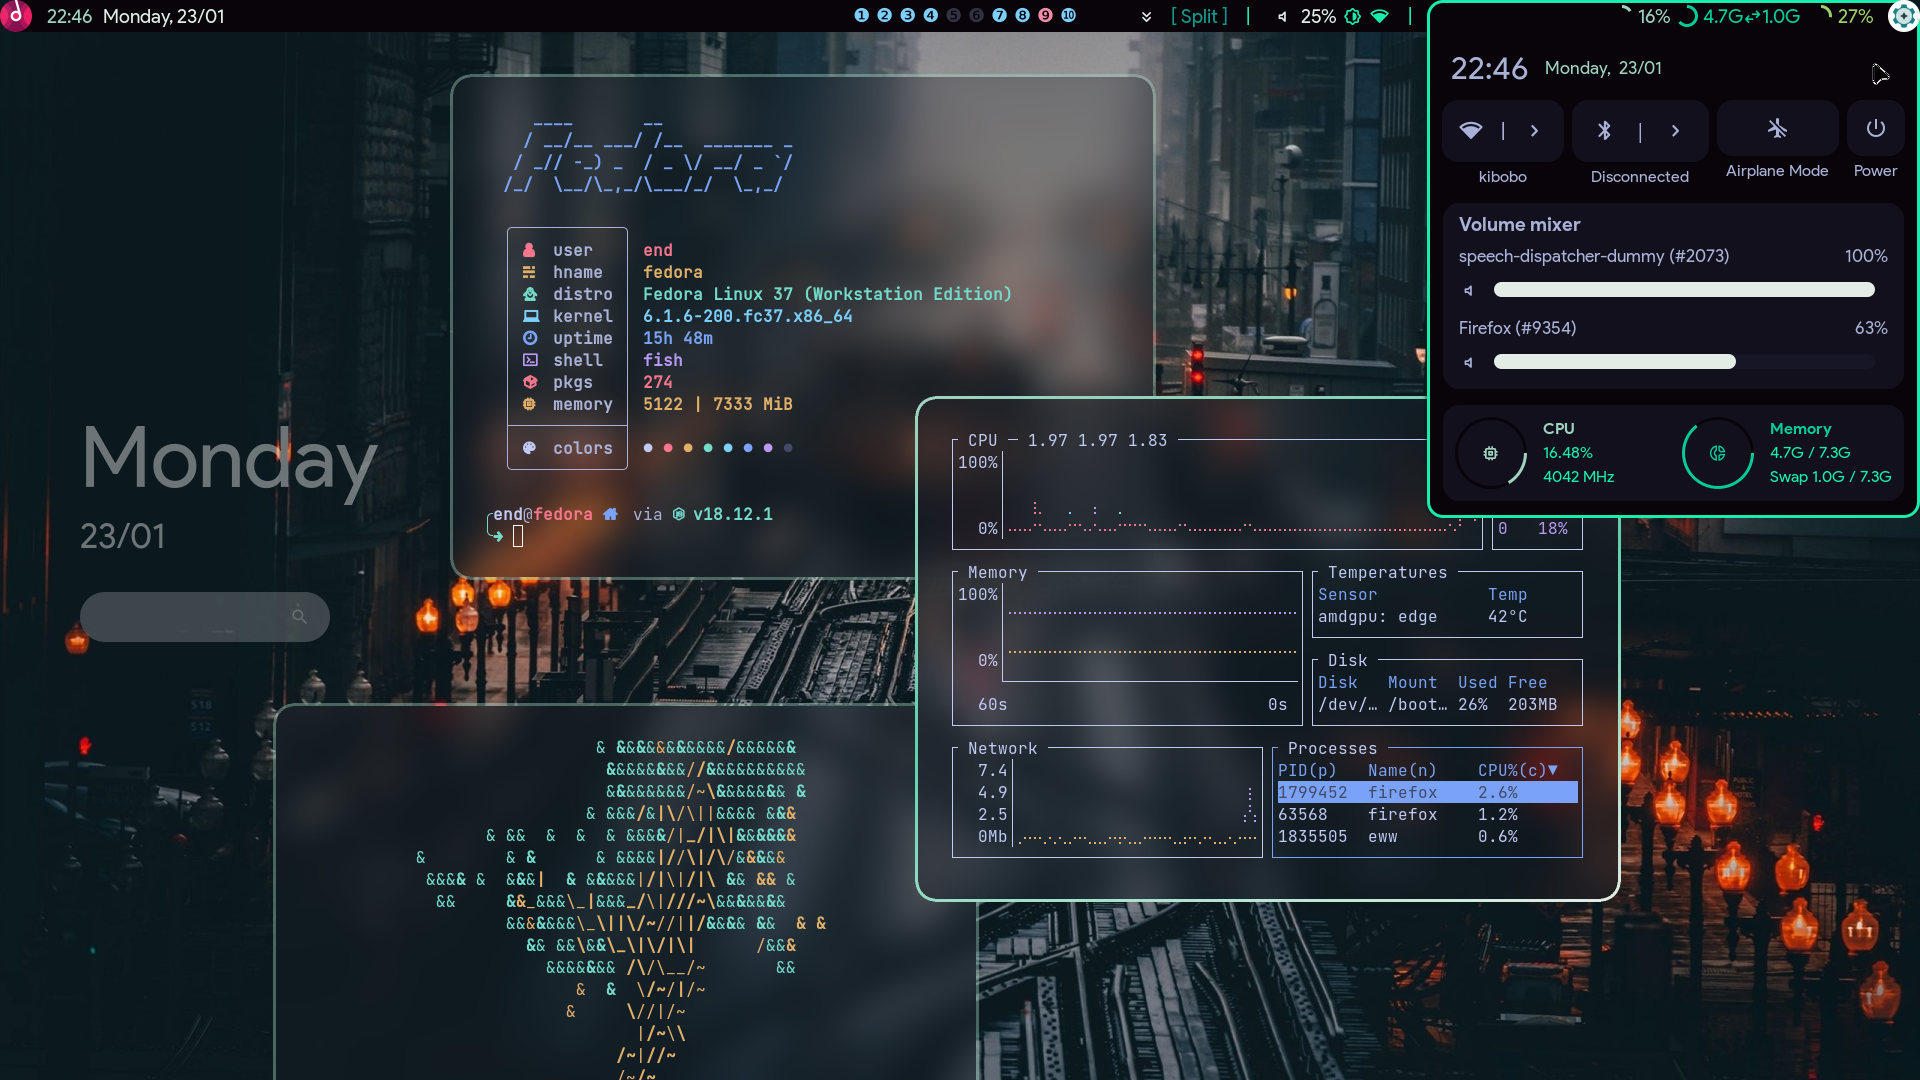 22:46 Monday, 23/01
1 2 3 4 5 6 7 8 9 10
[ Split ] | 25% |
16% 4.7G⇄1.0G 27%
22:46 Monday, 23/01
kibobo
Disconnected
Airplane Mode
Power
Volume mixer
speech-dispatcher-dummy (#2073) 100%
Firefox (#9354) 63%
CPU
16.48%
4042 MHz
Memory
4.7G / 7.3G
Swap 1.0G / 7.3G
fedora
user end
hname fedora
distro Fedora Linux 37 (Workstation Edition)
kernel 6.1.6-200.fc37.x86_64
uptime 15h 48m
shell fish
pkgs 274
memory 5122 | 7333 MiB
colors
end@fedora via v18.12.1
Monday
23/01
CPU — 1.97 1.97 1.83
100%
0%
0 18%
Memory
100%
0%
60s 0s
Temperatures
Sensor Temp
amdgpu: edge 42°C
Disk
Disk Mount Used Free
/dev/… /boot… 26% 203MB
Network
7.4
4.9
2.5
0Mb
Processes
PID(p) Name(n) CPU%(c)▼
1799452 firefox 2.6%
63568 firefox 1.2%
1835505 eww 0.6%
518
512